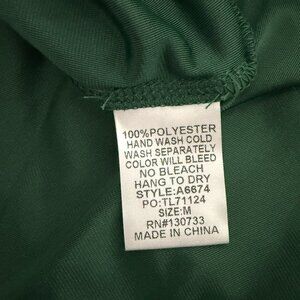 100%POLYESTER
HAND WASH COLD
WASH SEPARATELY
COLOR WILL BLEED
NO BLEACH
HANG TO DRY
STYLE:A6674
PO:TL71124
SIZE:M
RN#130733
MADE IN CHINA